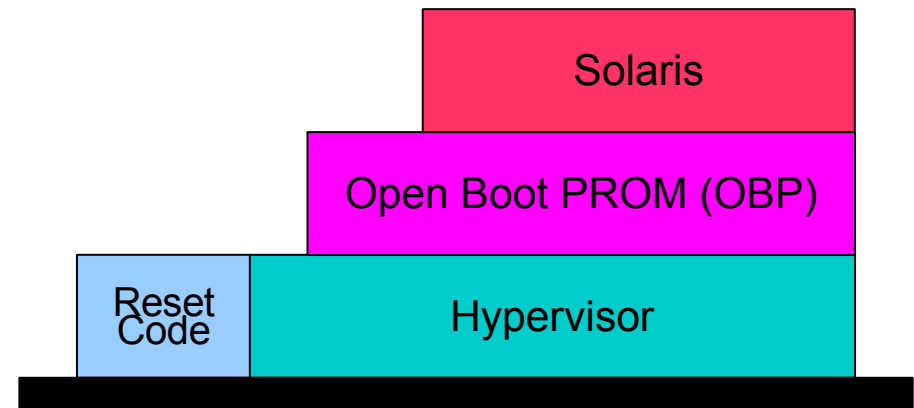 Solaris
Open Boot PROM (OBP)
Reset
Code
Hypervisor